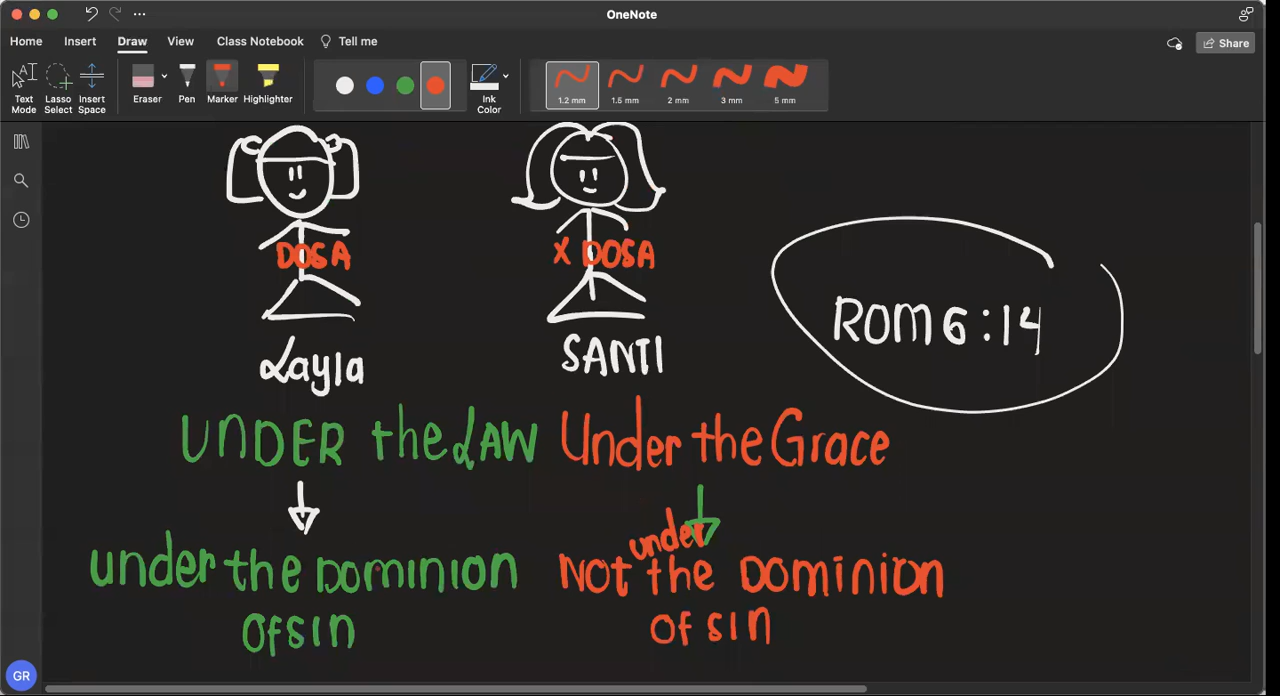 OneNote
Home Insert Draw View Class Notebook Tell me
Share
Text Mode
Lasso Select
Insert Space
Eraser
Pen
Marker
Highlighter
Ink Color
1.2 mm
1.5 mm
2 mm
3 mm
5 mm
DOSA
X DOSA
Layla
SANTI
ROM 6:14
UNDER the LAW
Under the Grace
under the DOMINION
OF SIN
under
NOT the DOMINION
OF SIN
GR